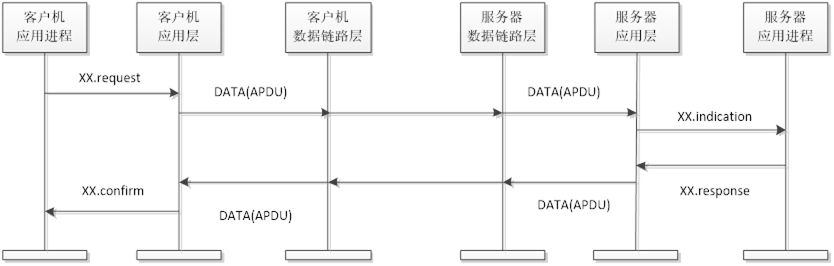 客户机
应用进程
客户机
应用层
客户机
数据链路层
服务器
数据链路层
服务器
应用层
服务器
应用进程
XX.request
DATA(APDU)
DATA(APDU)
XX.indication
XX.confirm
DATA(APDU)
DATA(APDU)
XX.response